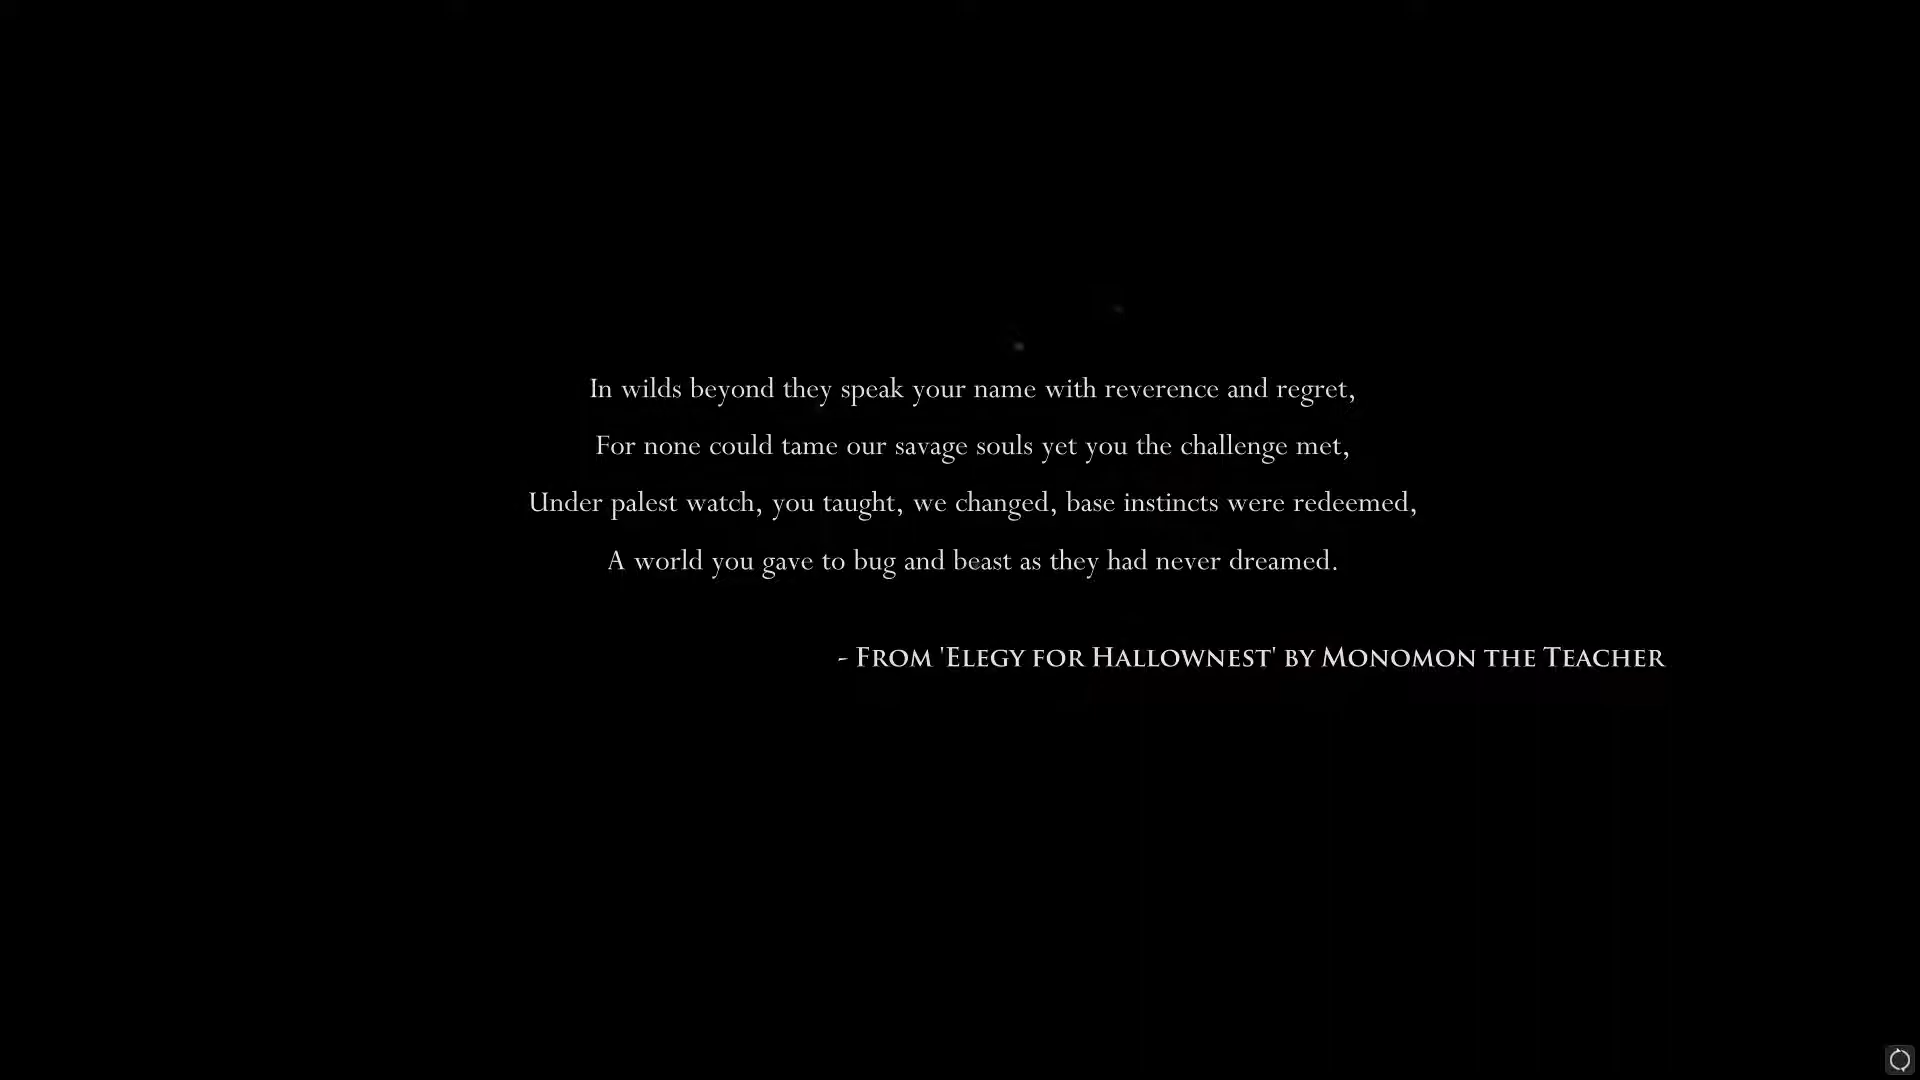 In wilds beyond they speak your name with reverence and regret,
For none could tame our savage souls yet you the challenge met,
Under palest watch, you taught, we changed, base instincts were redeemed,
A world you gave to bug and beast as they had never dreamed.
- From 'Elegy for Hallownest' by Monomon the Teacher